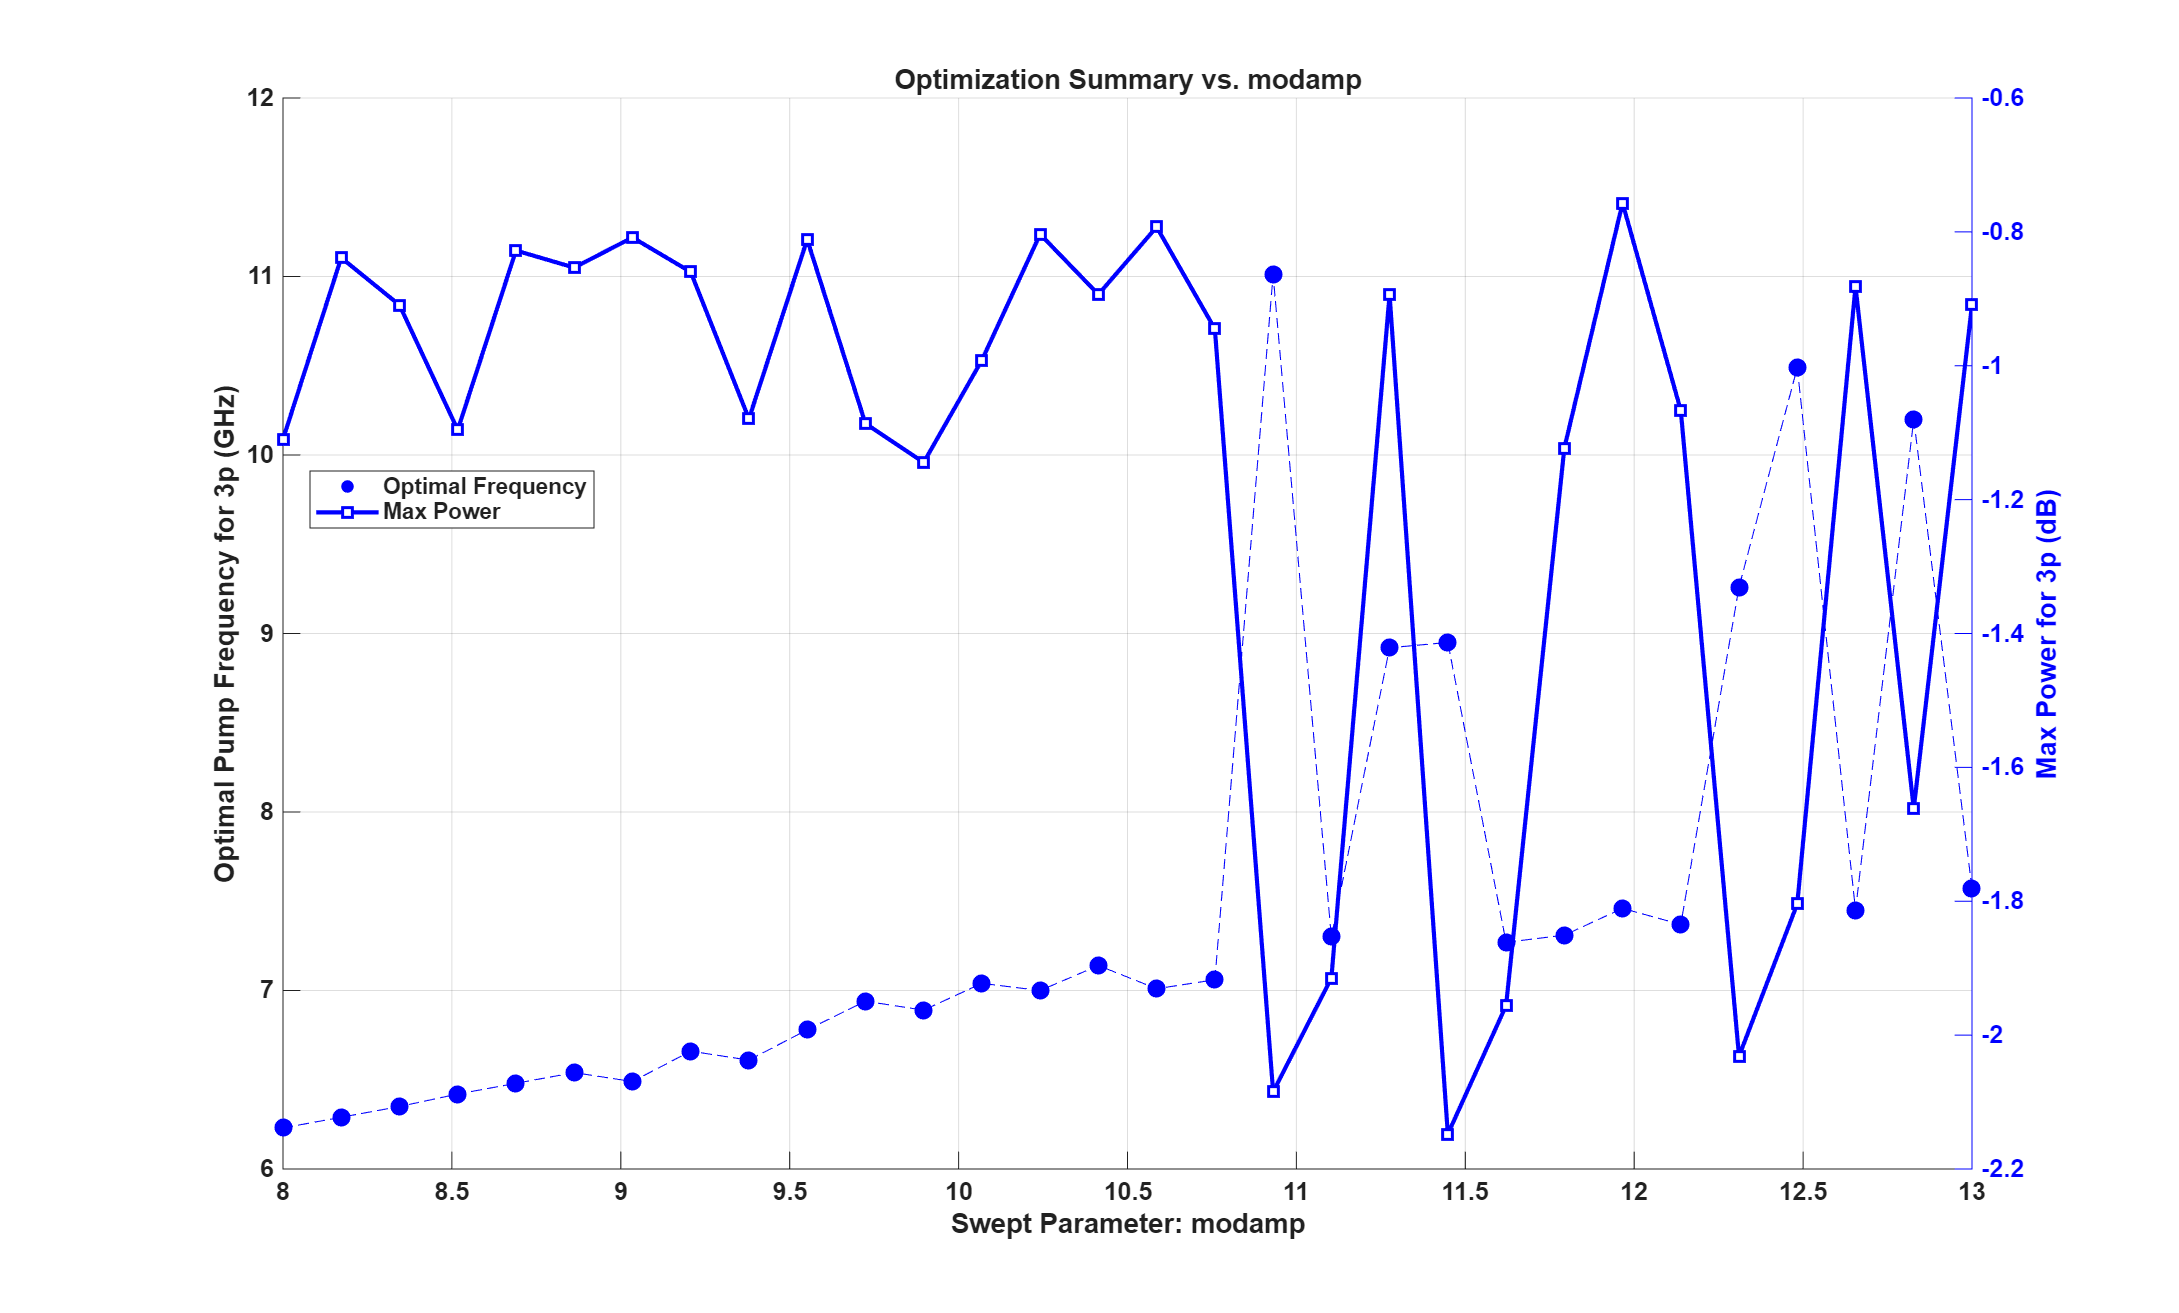 Optimization Summary vs. modamp
12
11
10
9
8
7
6
Optimal Pump Frequency for 3p (GHz)
Optimal Frequency
Max Power
-0.6
-0.8
-1
-1.2
-1.4
-1.6
-1.8
-2
-2.2
Max Power for 3p (dB)
8 8.5 9 9.5 10 10.5 11 11.5 12 12.5 13
Swept Parameter: modamp